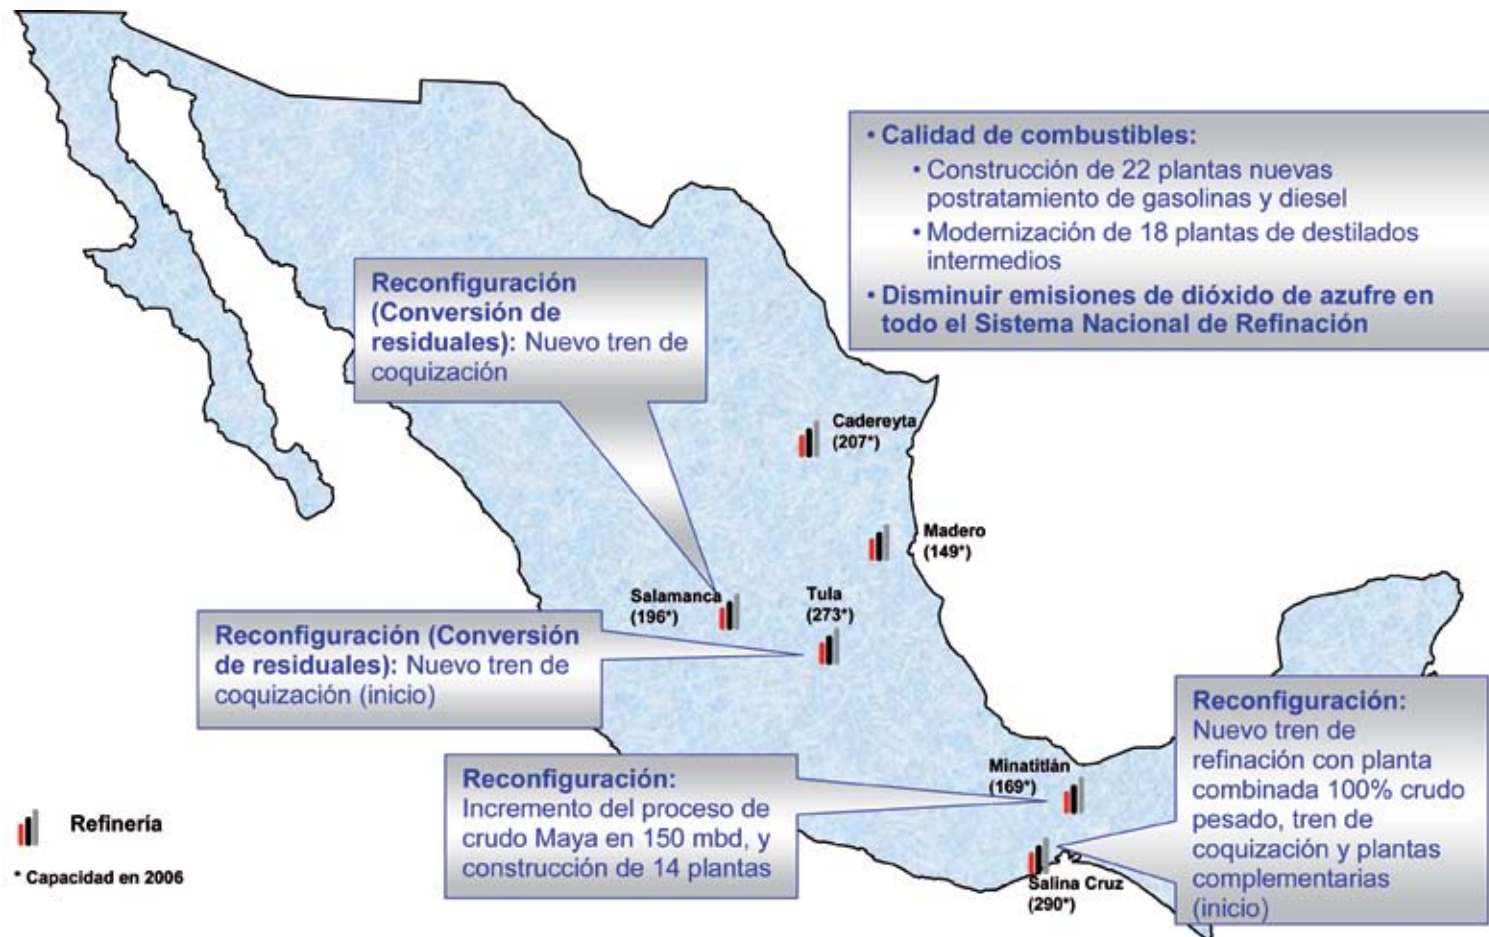 • Calidad de combustibles:
• Construcción de 22 plantas nuevas
postratamiento de gasolinas y diesel
• Modernización de 18 plantas de destilados
intermedios
• Disminuir emisiones de dióxido de azufre en
todo el Sistema Nacional de Refinación
Reconfiguración
(Conversión de
residuales): Nuevo tren de
coquización
Cadereyta
(207*)
Madero
(149*)
Salamanca
(196*)
Tula
(273*)
Reconfiguración (Conversión
de residuales): Nuevo tren de
coquización (inicio)
Reconfiguración:
Nuevo tren de
refinación con planta
combinada 100% crudo
pesado, tren de
coquización y plantas
complementarias
(inicio)
Minatitlán
(169*)
Reconfiguración:
Incremento del proceso de
crudo Maya en 150 mbd, y
construcción de 14 plantas
Salina Cruz
(290*)
Refinería
* Capacidad en 2006